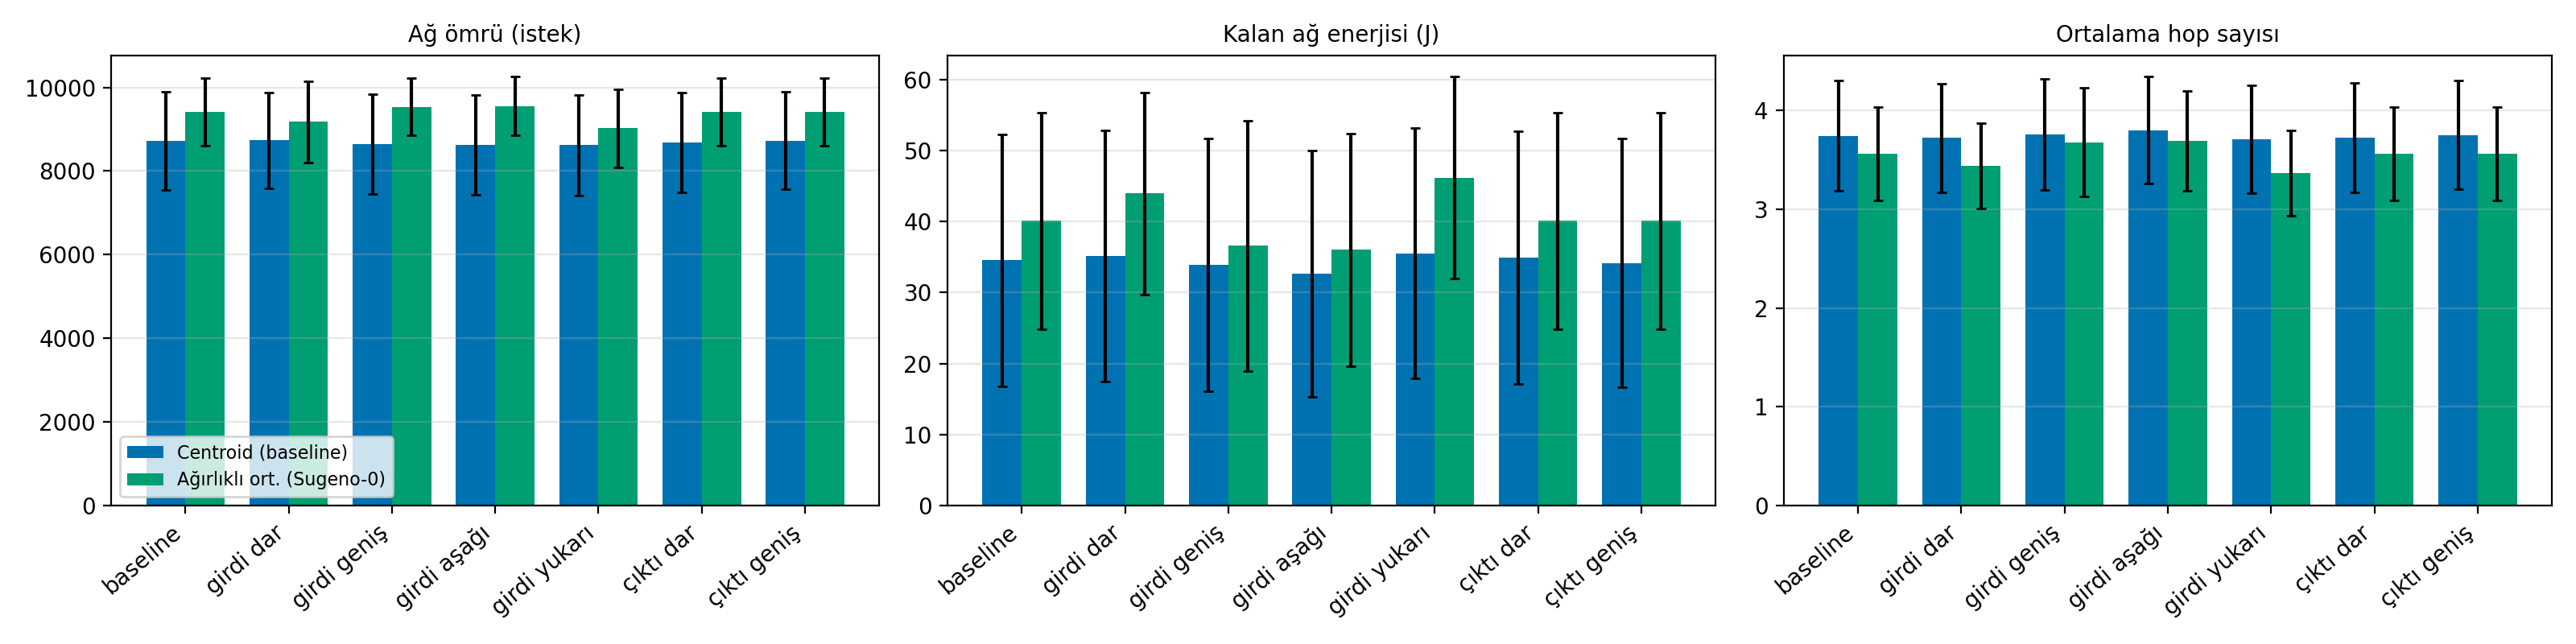 Ağ ömrü (istek)
10000
8000
6000
4000
2000
0
Centroid (baseline)
Ağırlıklı ort. (Sugeno-0)
baseline
girdi dar
girdi geniş
girdi aşağı
girdi yukarı
çıktı dar
çıktı geniş
Kalan ağ enerjisi (J)
60
50
40
30
20
10
0
baseline
girdi dar
girdi geniş
girdi aşağı
girdi yukarı
çıktı dar
çıktı geniş
Ortalama hop sayısı
4
3
2
1
0
baseline
girdi dar
girdi geniş
girdi aşağı
girdi yukarı
çıktı dar
çıktı geniş